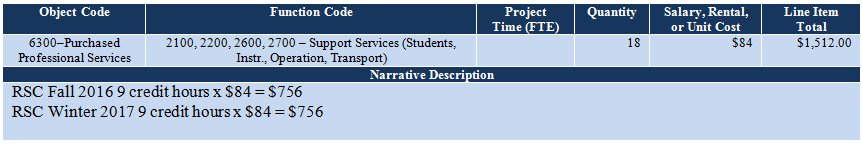 Object Code Function Code Project Time (FTE) Quantity Salary, Rental, or Unit Cost Line Item Total
6300–Purchased Professional Services 2100, 2200, 2600, 2700 – Support Services (Students, Instr., Operation, Transport) 18 $84 $1,512.00
Narrative Description
RSC Fall 2016 9 credit hours x $84 = $756
RSC Winter 2017 9 credit hours x $84 = $756